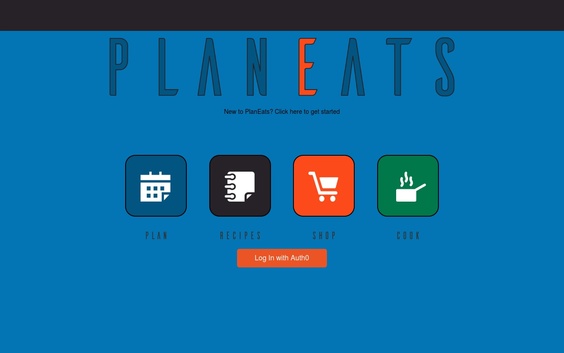 PLANEATS
New to PlanEats? Click here to get started
PLAN RECIPES SHOP COOK
Log In with Auth0